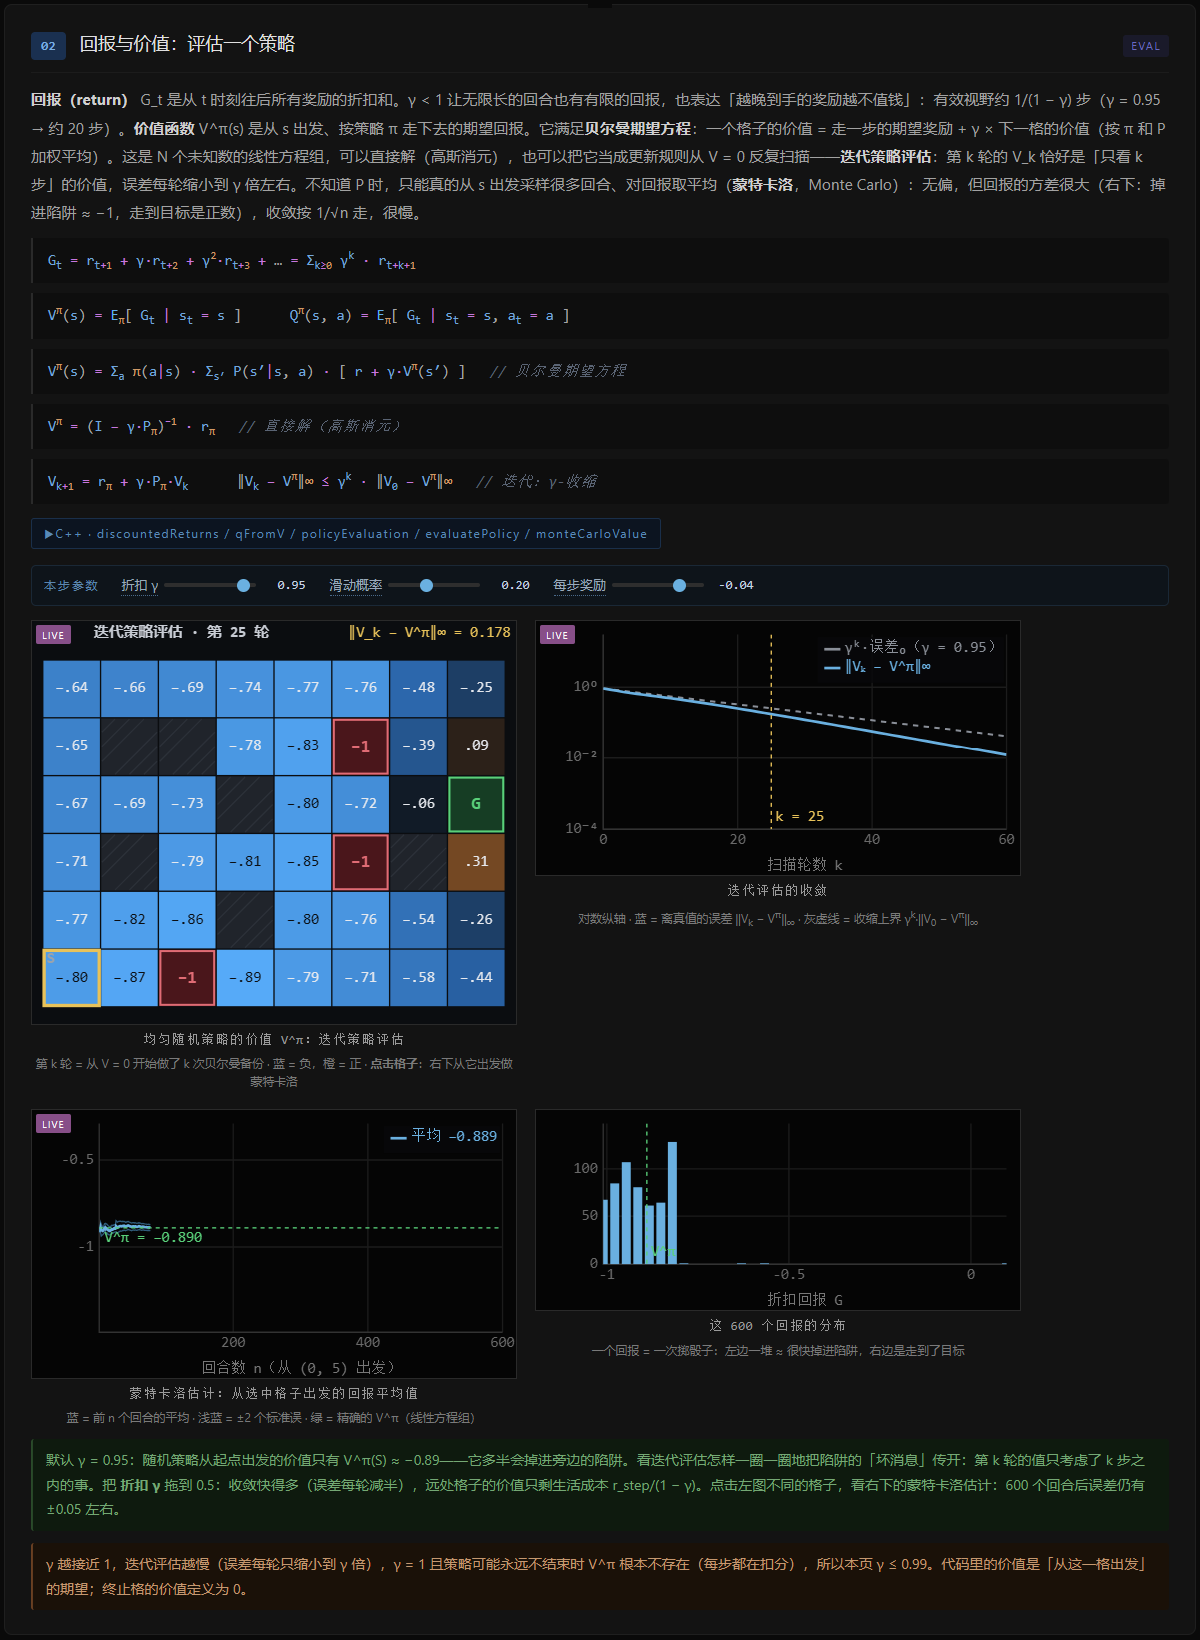 02 回报与价值：评估一个策略 EVAL
回报（return） G_t 是从 t 时刻往后所有奖励的折扣和。γ < 1 让无限长的回合也有有限的回报，也表达「越晚到手的奖励越不值钱」：有效视野约 1/(1 − γ) 步（γ = 0.95
→ 约 20 步）。价值函数 V^π(s) 是从 s 出发、按策略 π 走下去的期望回报。它满足贝尔曼期望方程：一个格子的价值 = 走一步的期望奖励 + γ × 下一格的价值（按 π 和 P
加权平均）。这是 N 个未知数的线性方程组，可以直接解（高斯消元），也可以把它当成更新规则从 V = 0 反复扫描——迭代策略评估：第 k 轮的 V_k 恰好是「只看 k
步」的价值，误差每轮缩小到 γ 倍左右。不知道 P 时，只能真的从 s 出发采样很多回合、对回报取平均（蒙特卡洛，Monte Carlo）：无偏，但回报的方差很大（右下：掉
进陷阱 ≈ −1，走到目标是正数），收敛按 1/√n 走，很慢。
G_t = r_{t+1} + γ·r_{t+2} + γ²·r_{t+3} + … = Σ_{k≥0} γ^k · r_{t+k+1}
V^π(s) = E_π[ G_t | s_t = s ] Q^π(s, a) = E_π[ G_t | s_t = s, a_t = a ]
V^π(s) = Σ_a π(a|s) · Σ_{s′} P(s′|s, a) · [ r + γ·V^π(s′) ] // 贝尔曼期望方程
V^π = (I − γ·P_π)^{−1} · r_π // 直接解（高斯消元）
V_{k+1} = r_π + γ·P_π·V_k ‖V_k − V^π‖∞ ≤ γ^k · ‖V_0 − V^π‖∞ // 迭代：γ-收缩
▶C++ · discountedReturns / qFromV / policyEvaluation / evaluatePolicy / monteCarloValue
本步参数 折扣 γ 0.95 滑动概率 0.20 每步奖励 -0.04
LIVE 迭代策略评估 · 第 25 轮 ‖V_k − V^π‖∞ = 0.178
−.64 −.66 −.69 −.74 −.77 −.76 −.48 −.25
−.65 −.78 −.83 −1 −.39 .09
−.67 −.69 −.73 −.80 −.72 −.06 G
−.71 −.79 −.81 −.85 −1 .31
−.77 −.82 −.86 −.80 −.76 −.54 −.26
S −.80 −.87 −1 −.89 −.79 −.71 −.58 −.44
均匀随机策略的价值 V^π：迭代策略评估
第 k 轮 = 从 V = 0 开始做了 k 次贝尔曼备份 · 蓝 = 负，橙 = 正 · 点击格子：右下从它出发做
蒙特卡洛
LIVE
γᵏ·误差₀（γ = 0.95）
‖Vₖ − V^π‖∞
10⁰
10⁻²
10⁻⁴
k = 25
0 20 40 60
扫描轮数 k
迭代评估的收敛
对数纵轴 · 蓝 = 离真值的误差 ‖V_k − V^π‖∞ · 灰虚线 = 收缩上界 γ^k·‖V_0 − V^π‖∞
LIVE
平均 −0.889
-0.5
-1
V^π = −0.890
200 400 600
回合数 n（从 (0, 5) 出发）
蒙特卡洛估计：从选中格子出发的回报平均值
蓝 = 前 n 个回合的平均 · 浅蓝 = ±2 个标准误 · 绿 = 精确的 V^π（线性方程组）
100
50
0
-1 -0.5 0
折扣回报 G
这 600 个回报的分布
一个回报 = 一次掷骰子：左边一堆 ≈ 很快掉进陷阱，右边是走到了目标
默认 γ = 0.95：随机策略从起点出发的价值只有 V^π(S) ≈ −0.89——它多半会掉进旁边的陷阱。看迭代评估怎样一圈一圈地把陷阱的「坏消息」传开：第 k 轮的值只考虑了 k 步之
内的事。把 折扣 γ 拖到 0.5：收敛快得多（误差每轮减半），远处格子的价值只剩生活成本 r_step/(1 − γ)。点击左图不同的格子，看右下的蒙特卡洛估计：600 个回合后误差仍有
±0.05 左右。
γ 越接近 1，迭代评估越慢（误差每轮只缩小到 γ 倍），γ = 1 且策略可能永远不结束时 V^π 根本不存在（每步都在扣分），所以本页 γ ≤ 0.99。代码里的价值是「从这一格出发」
的期望；终止格的价值定义为 0。